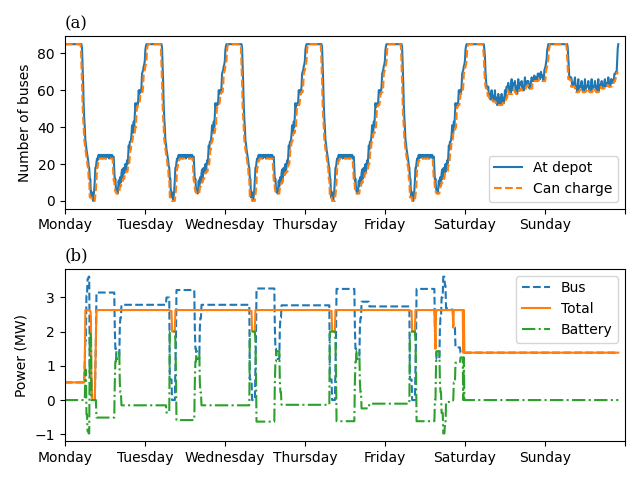 (a)
Number of buses
80
60
40
20
0
At depot
Can charge
Monday Tuesday Wednesday Thursday Friday Saturday Sunday
(b)
Power (MW)
3
2
1
0
−1
Bus
Total
Battery
Monday Tuesday Wednesday Thursday Friday Saturday Sunday